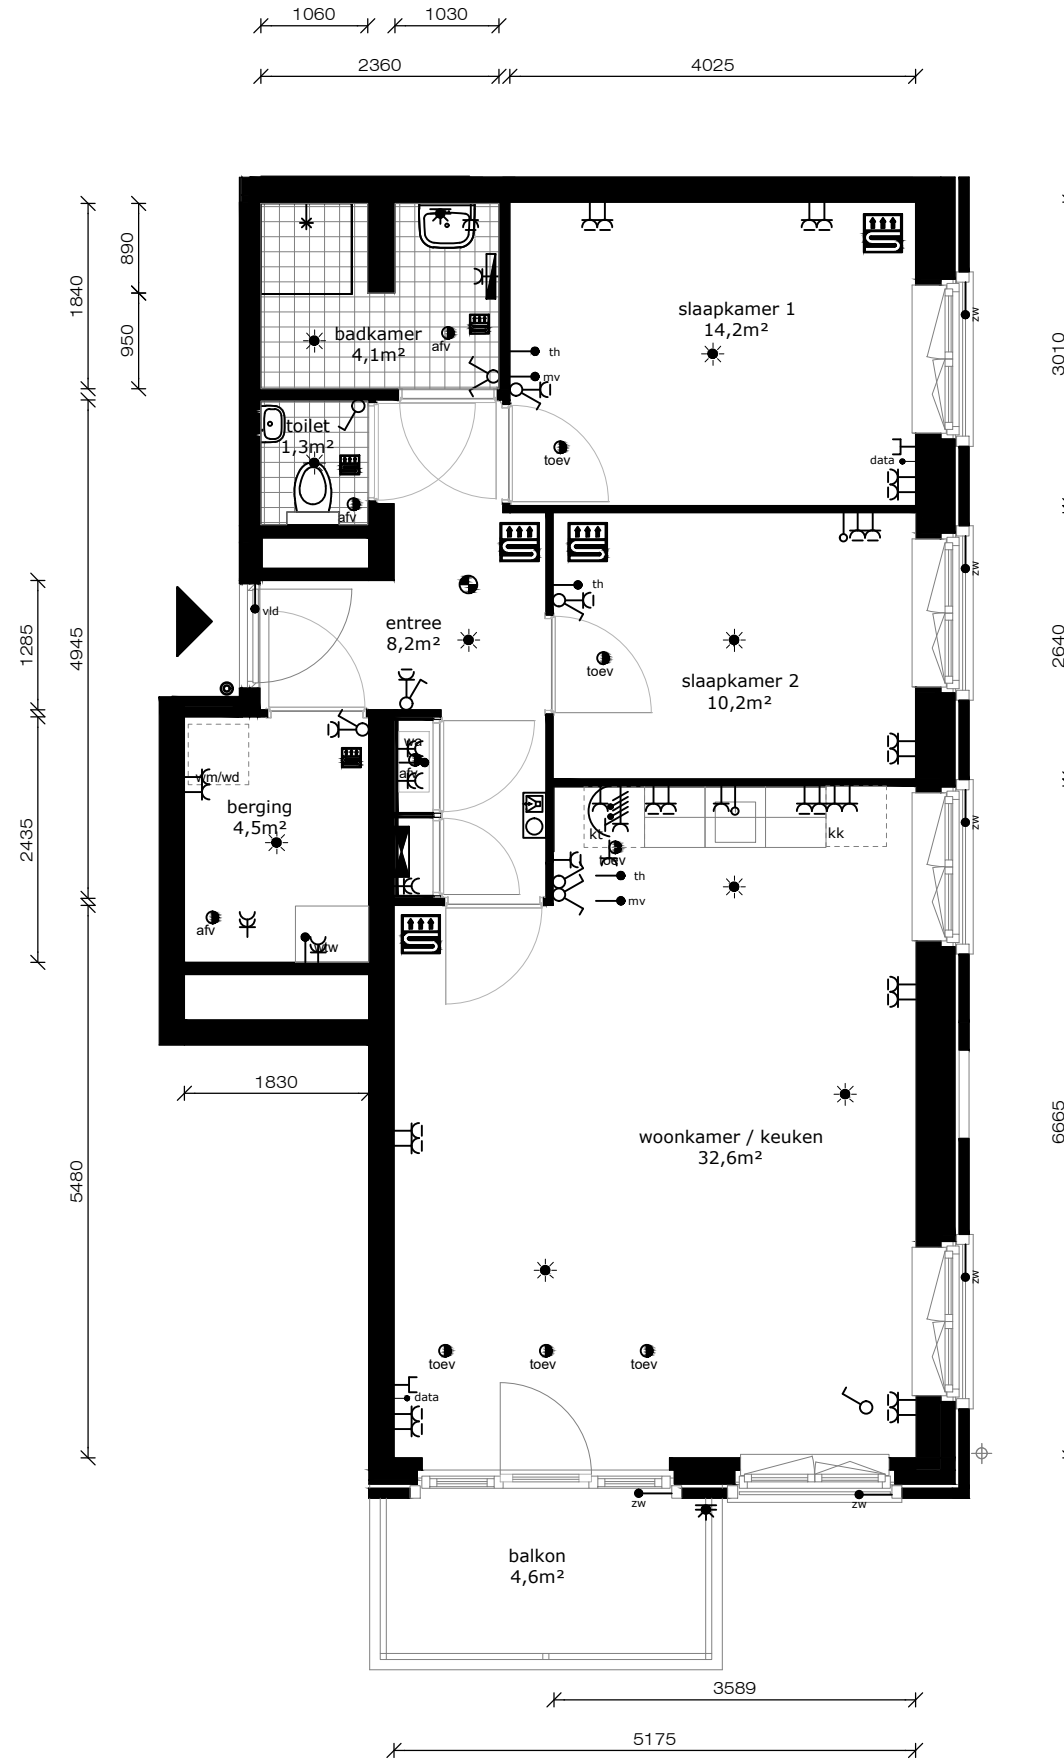 1060
1030
2360
4025
1840
890
950
3010
badkamer
4,1m²
afv
slaapkamer 1
14,2m²
zw
th
mv
toilet
1,3m²
afv
toev
data
1285
4945
2640
vld
entree
8,2m²
th
toev
slaapkamer 2
10,2m²
zw
2435
wm/wd
berging
4,5m²
afv
wtw
wa
afv
kt
toev
kk
th
mv
zw
1830
5480
6665
woonkamer / keuken
32,6m²
zw
toev
toev
toev
data
zw
zw
balkon
4,6m²
3589
5175